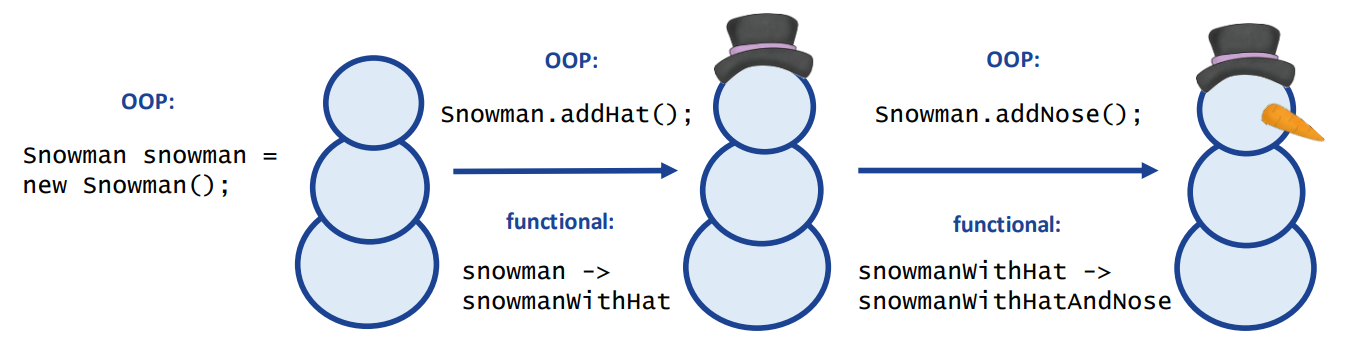 OOP:
Snowman snowman =
new Snowman();
OOP:
Snowman.addHat();
functional:
snowman ->
snowmanWithHat
OOP:
Snowman.addNose();
functional:
snowmanWithHat ->
snowmanWithHatAndNose